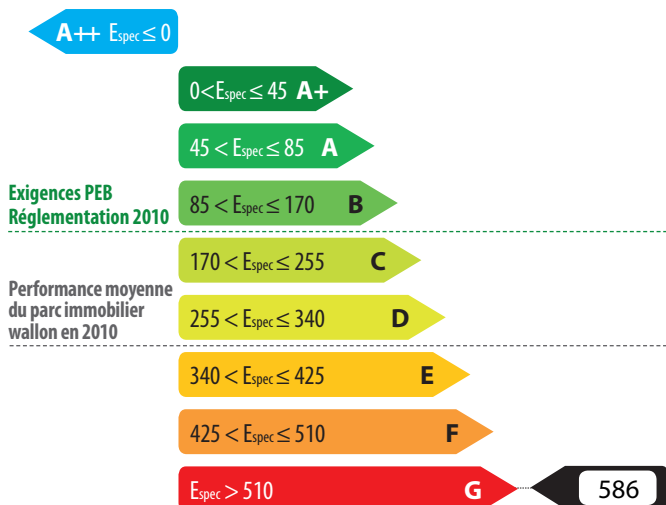 A++ Espec ≤ 0
0<Espec ≤ 45 A+
45 < Espec ≤ 85 A
Exigences PEB
Réglementation 2010
85 < Espec ≤ 170 B
170 < Espec ≤ 255 C
Performance moyenne
du parc immobilier
wallon en 2010
255 < Espec ≤ 340 D
340 < Espec ≤ 425 E
425 < Espec ≤ 510 F
Espec > 510 G
586